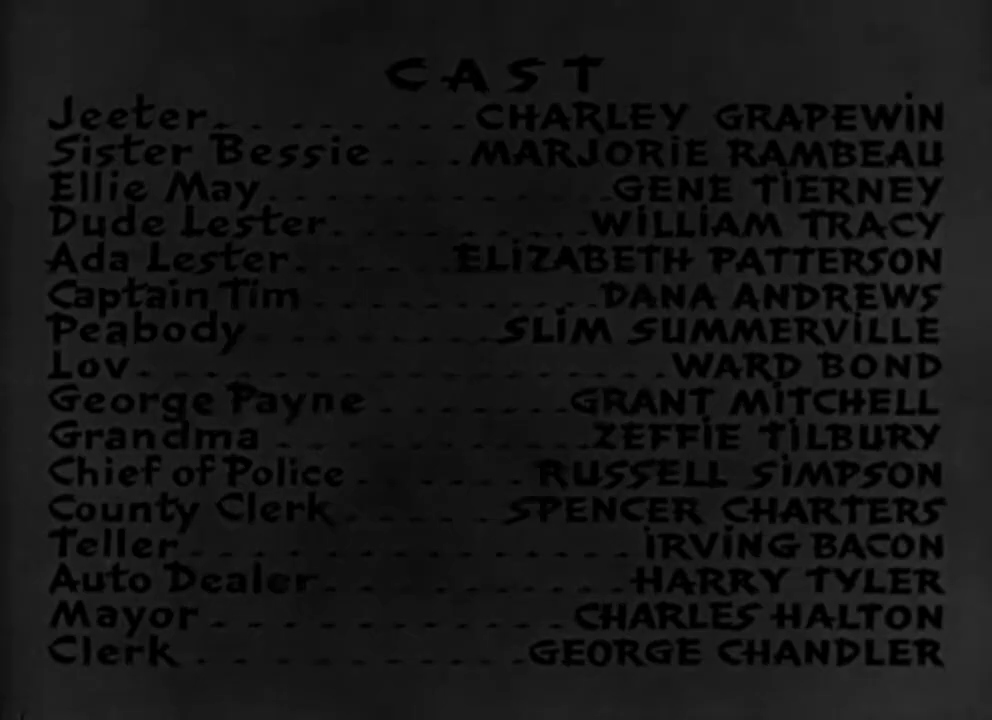 CAST
Jeeter. . . . . . . . . CHARLEY GRAPEWiN
Sister Bessie. . . . MARJORiE RAMBEAU
Ellie May. . . . . . . . . . . . . GENE TiERNEY
Dude Lester. . . . . . . . . . WiLLiAM TRACY
Ada Lester. . . . . . ELiZABETH PATTERSON
Captain Tim . . . . . . . . . . . DANA ANDREWS
Peabody . . . . . . . . . SLiM SUMMERViLLE
Lov. . . . . . . . . . . . . . . . . . . WARD BOND
George Payne . . . . . . . GRANT MiTCHELL
Grandma . . . . . . . . . . . . ZEFFiE TiLBURY
Chief of Police . . . . . . RUSSELL SiMPSON
County Clerk. . . . . . SPENCER CHARTERS
Teller. . . . . . . . . . . . . . . . . iRViNG BACON
Auto Dealer. . . . . . . . . . . HARRY TYLER
Mayor . . . . . . . . . . . . . CHARLES HALTON
Clerk . . . . . . . . . . . . GEORGE CHANDLER